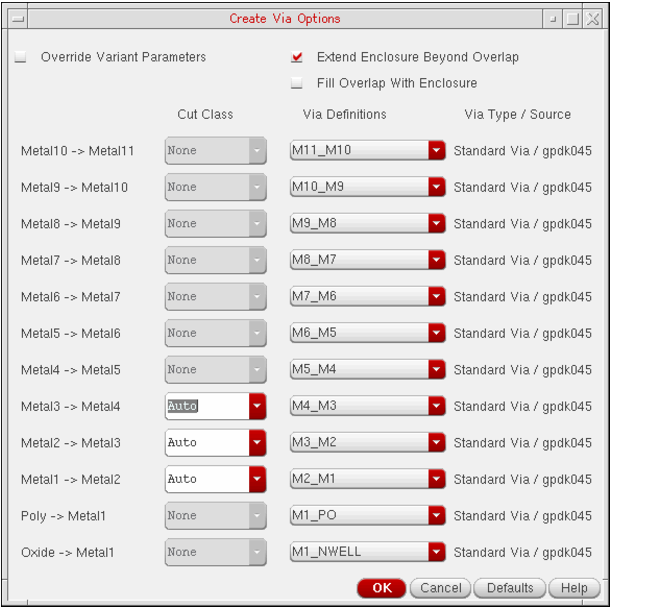 Create Via Options
Override Variant Parameters
Extend Enclosure Beyond Overlap
Fill Overlap With Enclosure
Cut Class Via Definitions Via Type / Source
Metal10 -> Metal11 None M11_M10 Standard Via / gpdk045
Metal9 -> Metal10 None M10_M9 Standard Via / gpdk045
Metal8 -> Metal9 None M9_M8 Standard Via / gpdk045
Metal7 -> Metal8 None M8_M7 Standard Via / gpdk045
Metal6 -> Metal7 None M7_M6 Standard Via / gpdk045
Metal5 -> Metal6 None M6_M5 Standard Via / gpdk045
Metal4 -> Metal5 None M5_M4 Standard Via / gpdk045
Metal3 -> Metal4 Auto M4_M3 Standard Via / gpdk045
Metal2 -> Metal3 Auto M3_M2 Standard Via / gpdk045
Metal1 -> Metal2 Auto M2_M1 Standard Via / gpdk045
Poly -> Metal1 None M1_PO Standard Via / gpdk045
Oxide -> Metal1 None M1_NWELL Standard Via / gpdk045
OK Cancel Defaults Help